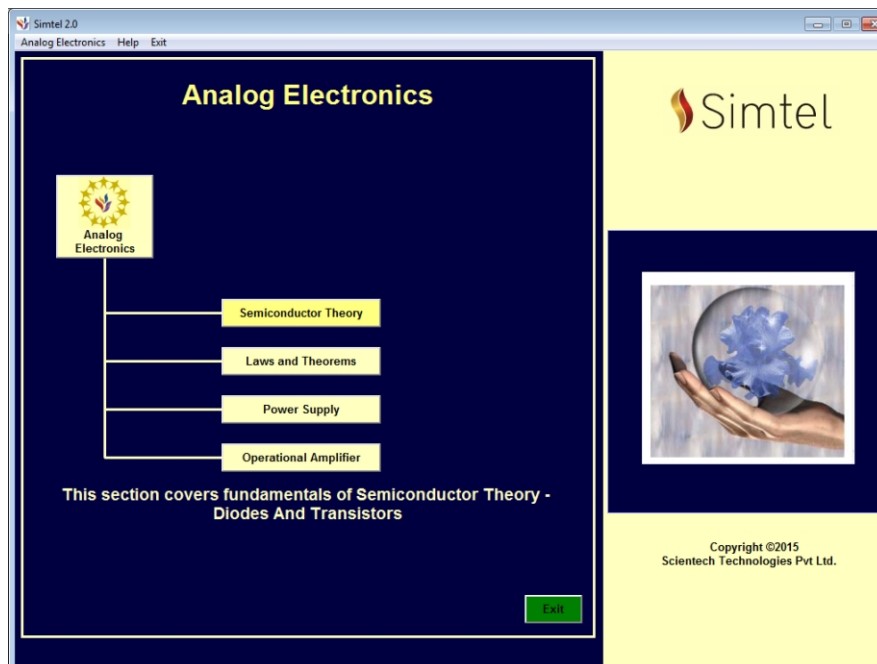 Simtel 2.0
Analog Electronics Help Exit
Analog Electronics
Simtel
Analog
Electronics
Semiconductor Theory
Laws and Theorems
Power Supply
Operational Amplifier
This section covers fundamentals of Semiconductor Theory -
Diodes And Transistors
Exit
Copyright ©2015
Scientech Technologies Pvt Ltd.